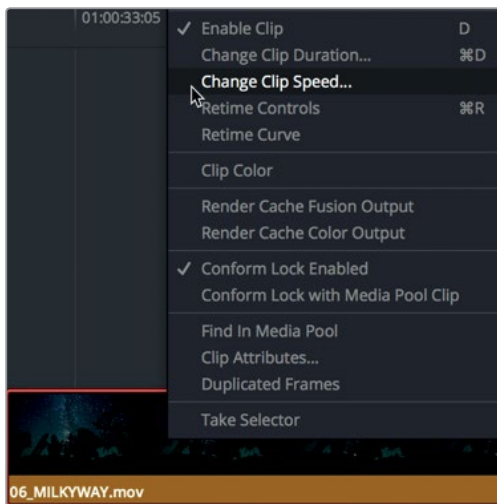 01:00:33:05
✓ Enable Clip D
Change Clip Duration... ⌘D
Change Clip Speed...
Retime Controls ⌘R
Retime Curve
Clip Color
Render Cache Fusion Output
Render Cache Color Output
✓ Conform Lock Enabled
Conform Lock with Media Pool Clip
Find In Media Pool
Clip Attributes...
Duplicated Frames
Take Selector
06_MILKYWAY.mov